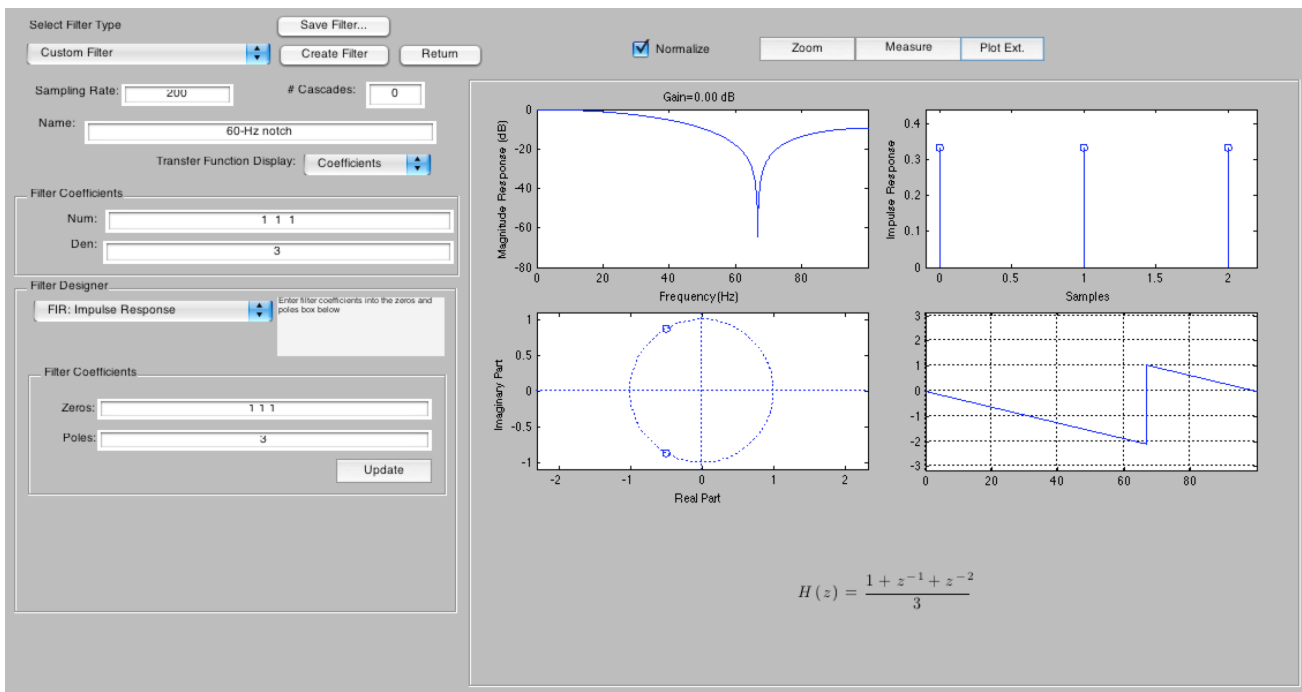 Select Filter Type
Save Filter...
Custom Filter
Create Filter
Return
Normalize
Zoom
Measure
Plot Ext.
Sampling Rate: 200
# Cascades: 0
Name: 60-Hz notch
Transfer Function Display: Coefficients
Filter Coefficients
Num: 1 1 1
Den: 3
Filter Designer
FIR: Impulse Response
Enter filter coefficients into the zeros and
poles box below
Filter Coefficients
Zeros: 1 1 1
Poles: 3
Update
Gain=0.00 dB
Magnitude Response (dB)
0
-20
-40
-60
-80
0 20 40 60 80
Frequency(Hz)
Impulse Response
0.4
0.3
0.2
0.1
0
0 0.5 1 1.5 2
Samples
Imaginary Part
1
0.5
0
-0.5
-1
-2 -1 0 1 2
Real Part
3
2
1
0
-1
-2
-3
0 20 40 60 80
H(z) = \frac{1 + z^{-1} + z^{-2}}{3}